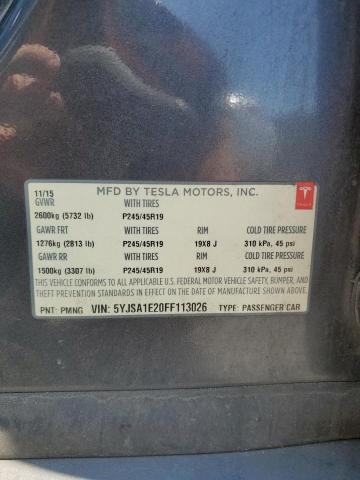 11/15 MFD BY TESLA MOTORS, INC.
GVWR WITH TIRES
2600kg (5732 lb) P245/45R19
GAWR FRT WITH TIRES RIM COLD TIRE PRESSURE
1276kg (2813 lb) P245/45R19 19X8 J 310 kPa, 45 psi
GAWR RR WITH TIRES RIM COLD TIRE PRESSURE
1500kg (3307 lb) P245/45R19 19X8 J 310 kPa, 45 psi
THIS VEHICLE CONFORMS TO ALL APPLICABLE U.S. FEDERAL MOTOR VEHICLE SAFETY, BUMPER, AND
THEFT PREVENTION STANDARDS IN EFFECT ON THE DATE OF MANUFACTURE SHOWN ABOVE.
PNT: PMNG VIN: 5YJSA1E20FF113026 TYPE: PASSENGER CAR
TESLA